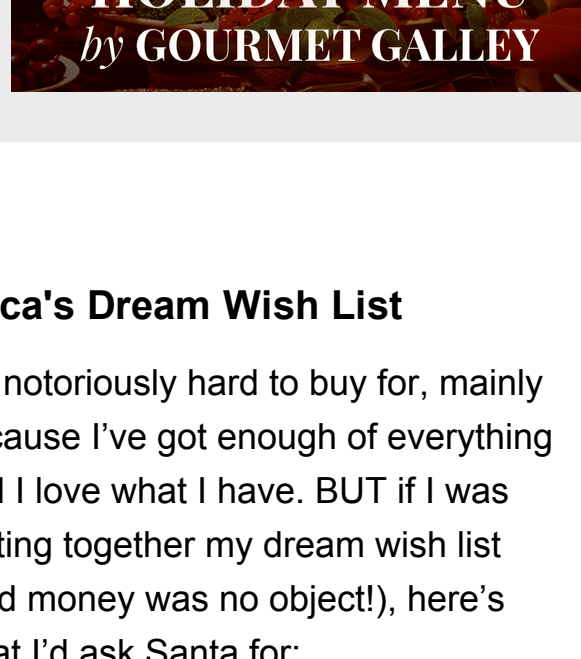 HOLIDAY MENU
by GOURMET GALLEY
ca's Dream Wish List
notoriously hard to buy for, mainly
cause I’ve got enough of everything
I love what I have. BUT if I was
ting together my dream wish list
d money was no object!), here’s
at I’d ask Santa for: